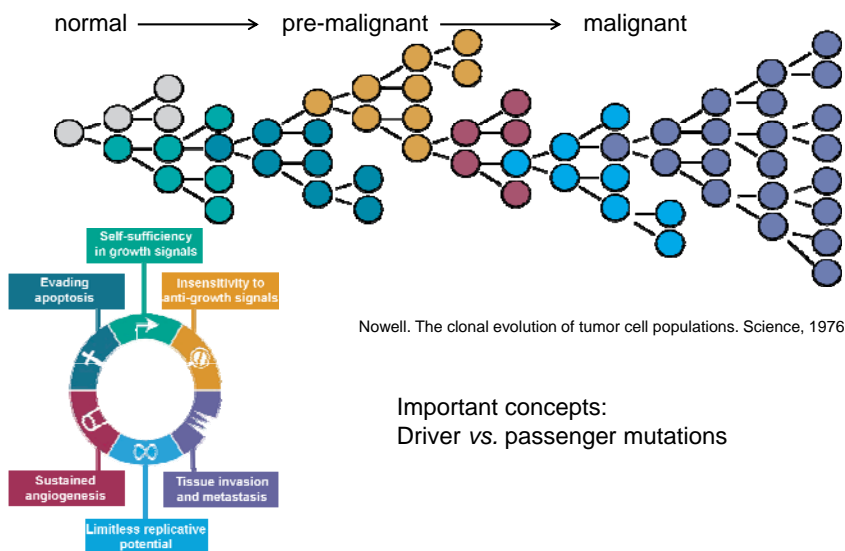 normal
pre-malignant
malignant
Self-sufficiency
in growth signals
Evading
apoptosis
Insensitivity to
anti-growth signals
Nowell. The clonal evolution of tumor cell populations. Science, 1976
Important concepts:
Driver vs. passenger mutations
Sustained
angiogenesis
Tissue invasion
and metastasis
Limitless replicative
potential